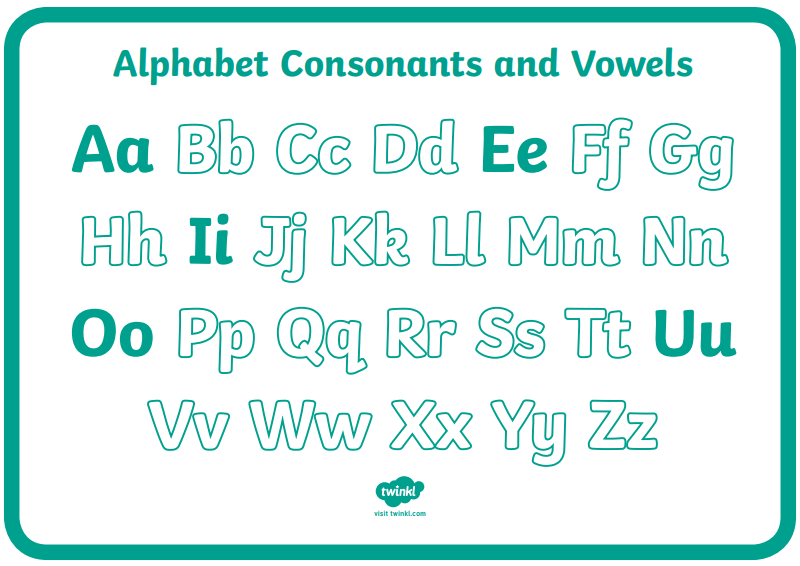 Alphabet Consonants and Vowels
Aa Bb Cc Dd Ee Ff Gg
Hh Ii Jj Kk Ll Mm Nn
Oo Pp Qq Rr Ss Tt Uu
Vv Ww Xx Yy Zz
twinkl
visit twinkl.com